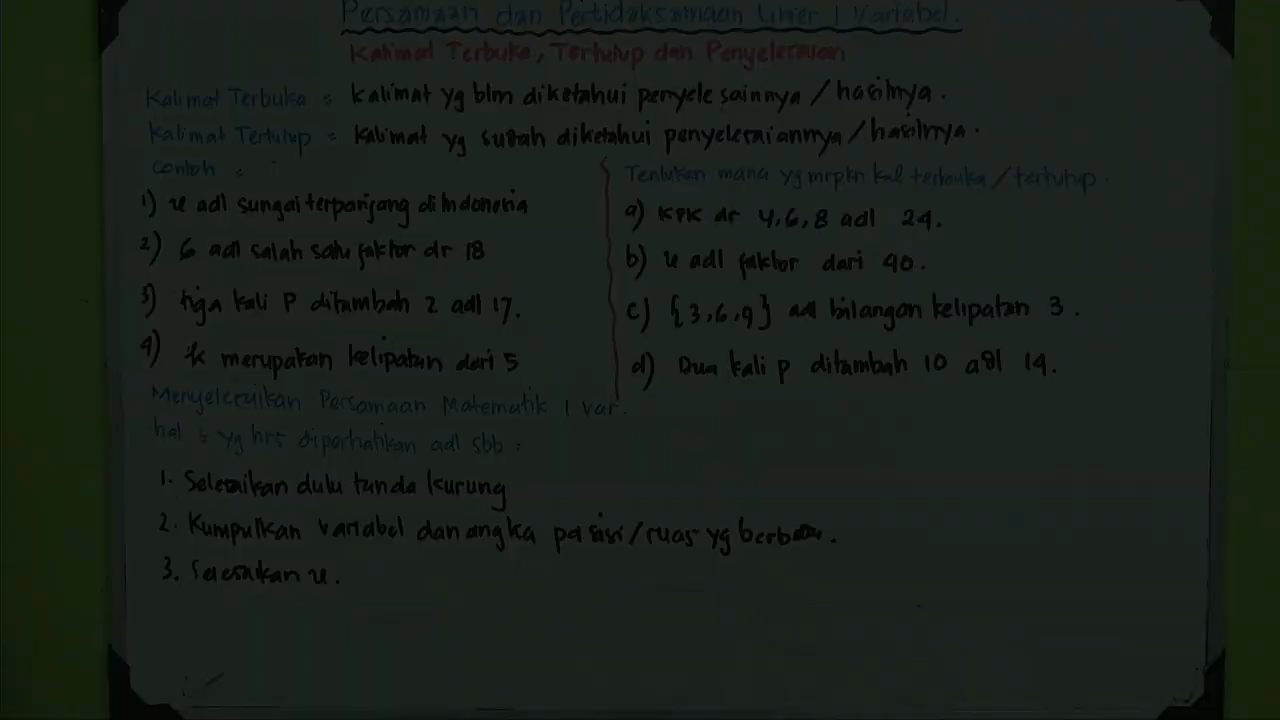 Persamaan dan Pertidaksamaan Linier 1 Variabel.
Kalimat Terbuka, Tertutup dan Penyelesaian
Kalimat Terbuka = kalimat yg blm diketahui penyelesainnya / hasilnya.
Kalimat Tertutup = kalimat yg sudah diketahui penyelesaiannya / hasilnya.
Contoh :
1) x adl sungai terpanjang di Indonesia
2) 6 adl salah satu faktor dr 18
3) tiga kali p ditambah 2 adl 17.
4) k merupakan kelipatan dari 5
Tentukan mana yg mrpkn kal terbuka / tertutup.
a) KPK dr 4,6,8 adl 24.
b) x adl faktor dari 40.
c) {3,6,9} adl bilangan kelipatan 3.
d) Dua kali p ditambah 10 adl 14.
Menyelesaikan Persamaan Matematik 1 var.
hal = yg hrs diperhatikan adl sbb :
1. Selesaikan dulu tanda kurung
2. Kumpulkan variabel dan angka pa sisi / ruas yg
3. Selesaikan x.